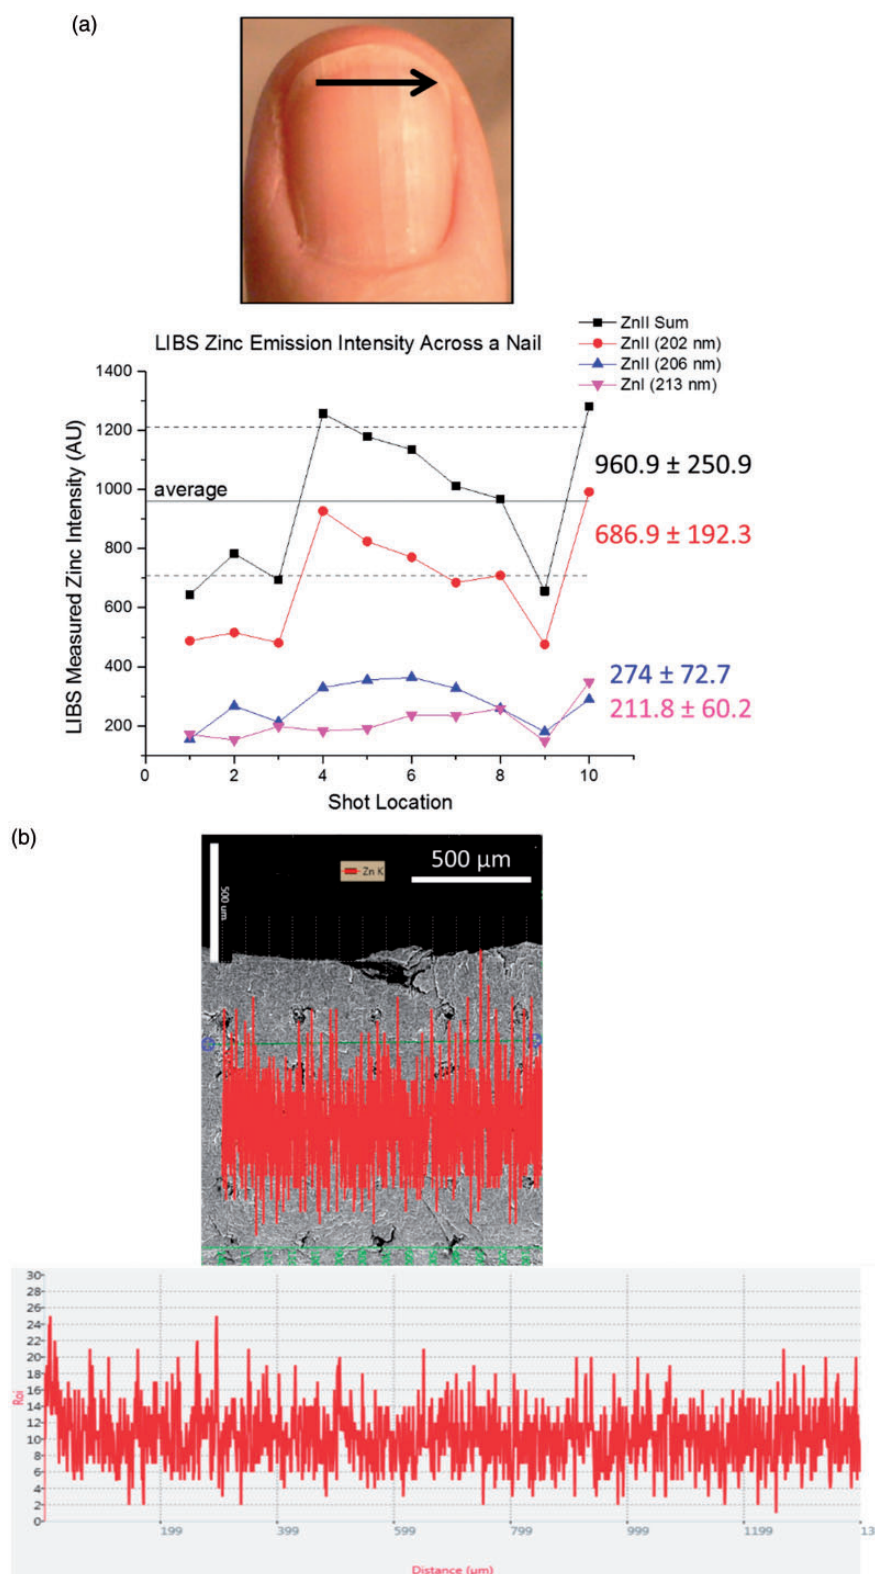 (a)
LIBS Zinc Emission Intensity Across a Nail
ZnII Sum
ZnII (202 nm)
ZnII (206 nm)
ZnI (213 nm)
LIBS Measured Zinc Intensity (AU)
1400
1200
1000
800
600
400
200
average
960.9 ± 250.9
686.9 ± 192.3
274 ± 72.7
211.8 ± 60.2
0 2 4 6 8 10
Shot Location
(b)
Zn K
500 µm
500 um
30
28
26
24
22
20
18
16
14
12
10
8
6
4
2
0
Roi
199 399 599 799 999 1199 13
Distance (µm)